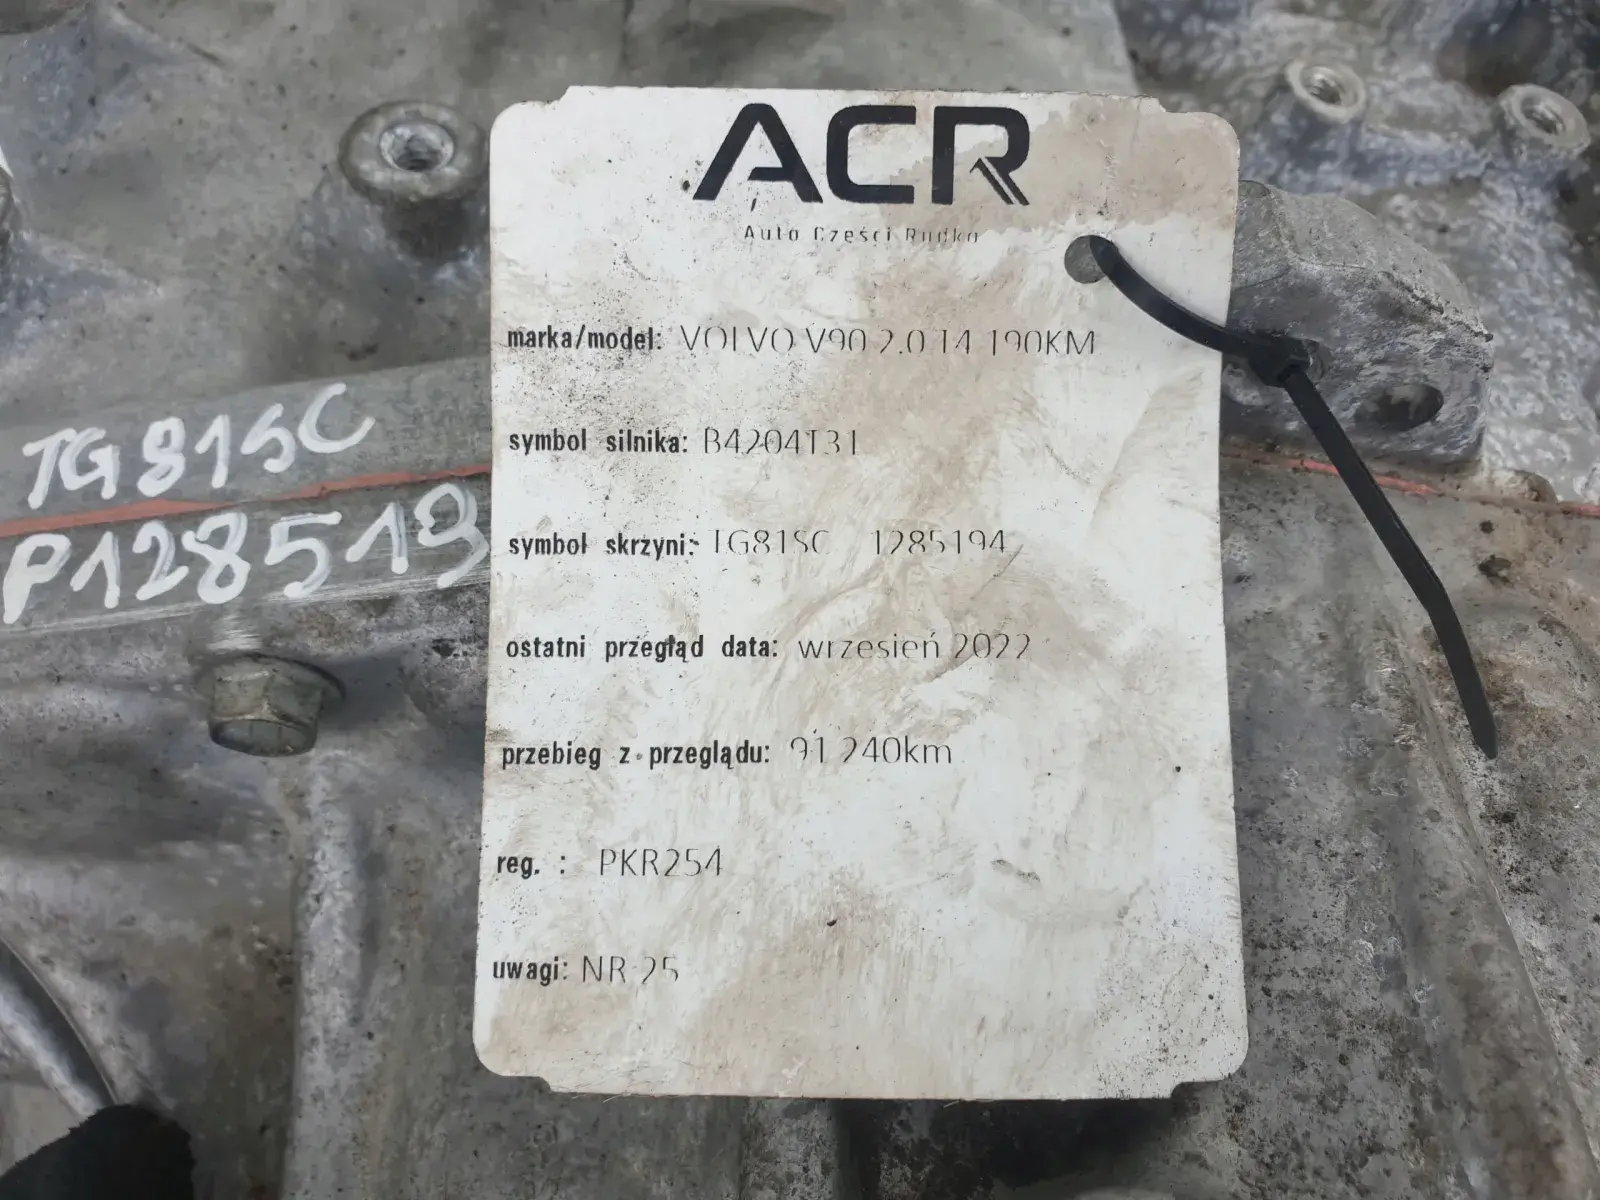 ACR
Auto Części Rudka
marka/model: VOLVO V90 2.0 T4 190KM
symbol silnika: B4204T31
symbol skrzyni: TG81SC 1285194
ostatni przegląd data: wrzesień 2022
przebieg z przeglądu: 91 240km
reg. : PKR254
uwagi: NR 25
TG81SC
P128519